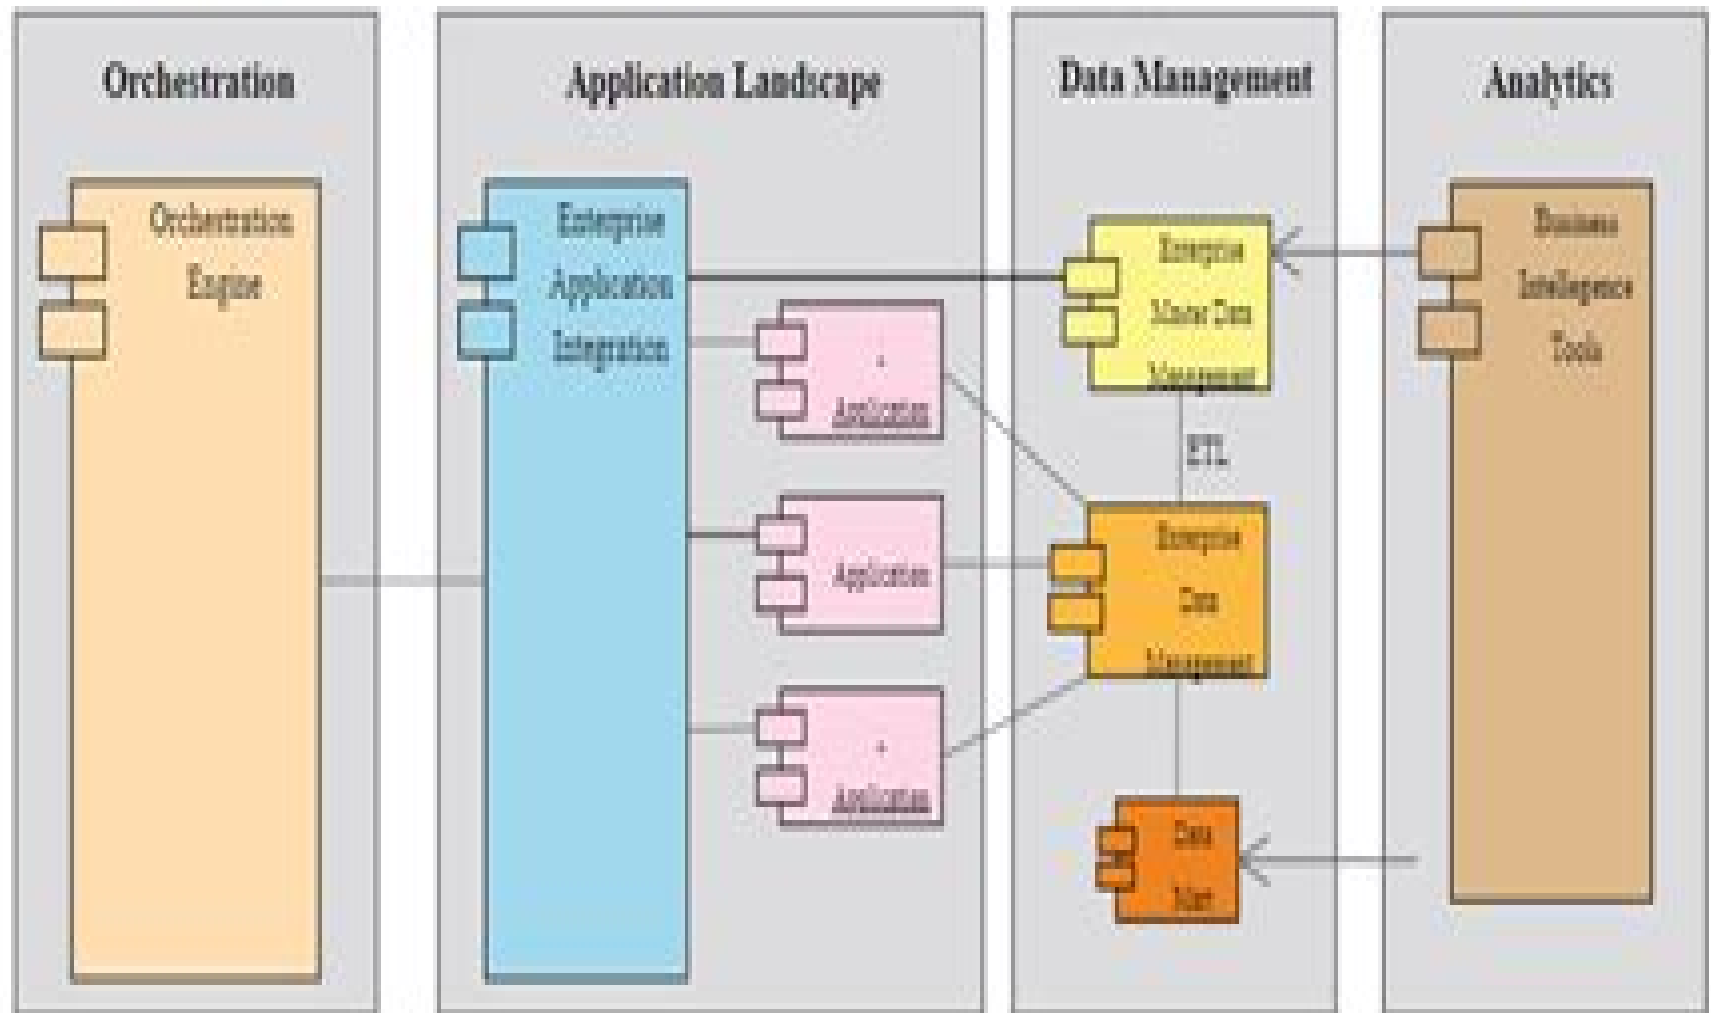 Orchestration
Application Landscape
Data Management
Analytics
Orchestration
Engine
Enterprise
Application
Integration
Application
Application
Application
Enterprise
Master Data
Management
ETL
Enterprise
Data
Management
Data
Mart
Business
Intellegence
Tools